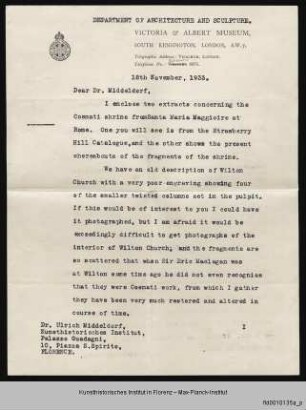 DEPARTMENT OF ARCHITECTURE AND SCULPTURE.
VICTORIA & ALBERT MUSEUM,
SOUTH KENSINGTON, LONDON, S.W.7.
Telegraphic Address: VICALMUS, LONDON.
Telephone No.: 6371.
18th November, 1933.
Dear Dr. Middeldorf,
I enclose two extracts concerning the
Cosmati shrine fromSanta Maria Maggioire at
Rome. One you will see is from the Strawberry
Hill Catalogue,and the other shows the present
whereabouts of the fragments of the shrine.
We have an old description of Wilton
Church with a very poor engraving showing four
of the smaller twisted columns set in the pulpit.
If this would be of interest to you I could have
it photographed, but I am afraid it would be
exceedingly difficult to get photographs of the
interior of Wilton Church; and the fragments are
so scattered that when Sir Eric Maclagan was
at Wilton some time ago he did not even recognise
that they were Cosmati work, from which I gather
they have been very much restored and altered in
course of time.
I
Dr. Ulrich Middeldorf,
Kunsthistorisches Institut,
Palazzo Guadagni,
10, Piazza S.Spirito,
FLORENCE.
Kunsthistorisches Institut in Florenz – Max-Planck-Institut
fld0010135a_p